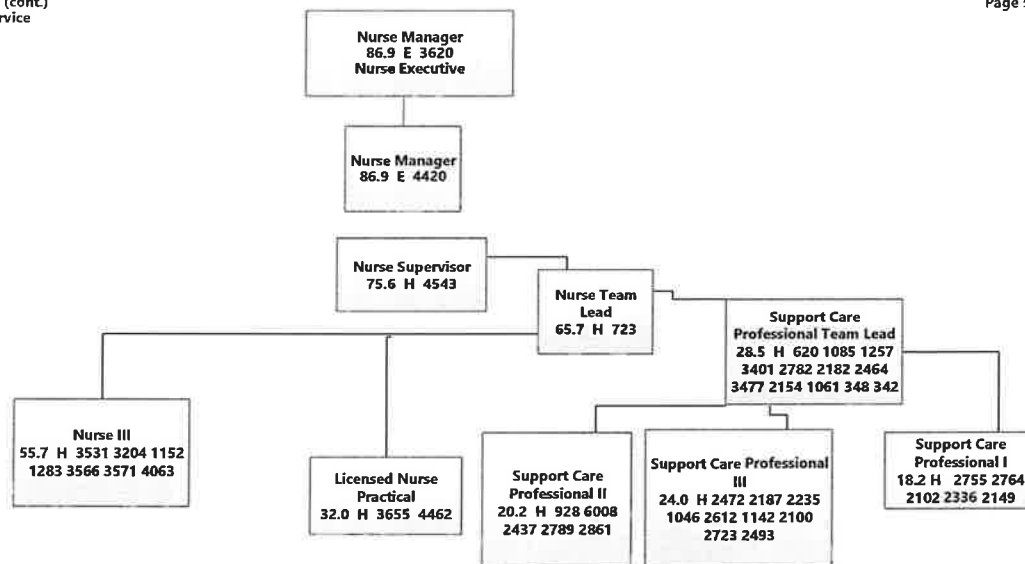 (cont.)
Page
Nurse Manager
86.9 E 3620
Nurse Executive
Nurse Manager
86.9 E 4420
Nurse Supervisor
75.6 H 4543
Nurse Team
Lead
65.7 H 723
Support Care
Professional Team Lead
28.5 H 620 1085 1257
3401 2782 2182 2464
3477 2154 1061 348 342
Nurse III
55.7 H 3531 3204 1152
1283 3566 3571 4063
Licensed Nurse
Practical
32.0 H 3655 4462
Support Care
Professional II
20.2 H 928 6008
2437 2789 2861
Support Care Professional
III
24.0 H 2472 2187 2235
1046 2612 1142 2100
2723 2493
Support Care
Professional I
18.2 H 2755 2764
2102 2336 2149